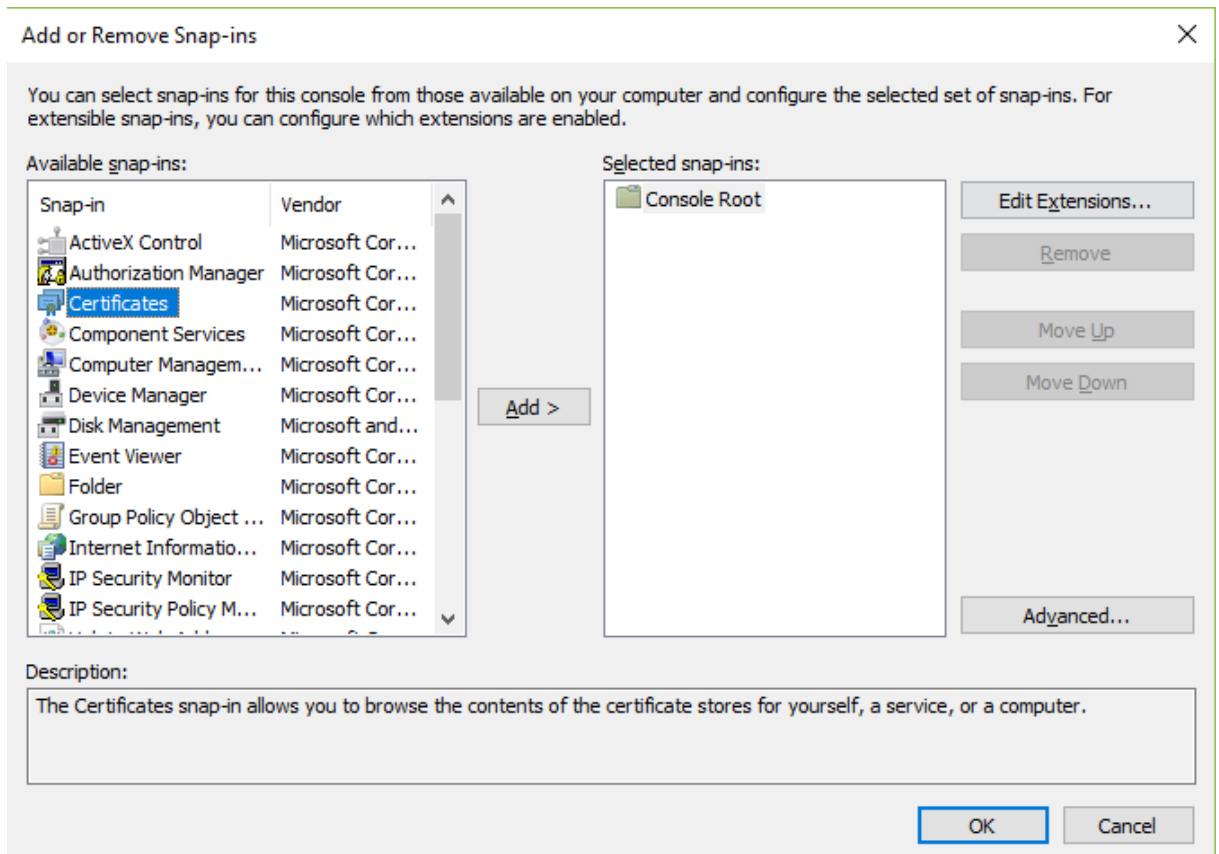 Add or Remove Snap-ins
You can select snap-ins for this console from those available on your computer and configure the selected set of snap-ins. For
extensible snap-ins, you can configure which extensions are enabled.
Available snap-ins:
Snap-in Vendor
ActiveX Control Microsoft Cor...
Authorization Manager Microsoft Cor...
Certificates Microsoft Cor...
Component Services Microsoft Cor...
Computer Managem... Microsoft Cor...
Device Manager Microsoft Cor...
Disk Management Microsoft and...
Event Viewer Microsoft Cor...
Folder Microsoft Cor...
Group Policy Object ... Microsoft Cor...
Internet Informatio... Microsoft Cor...
IP Security Monitor Microsoft Cor...
IP Security Policy M... Microsoft Cor...
Add >
Selected snap-ins:
Console Root
Edit Extensions...
Remove
Move Up
Move Down
Advanced...
Description:
The Certificates snap-in allows you to browse the contents of the certificate stores for yourself, a service, or a computer.
OK Cancel